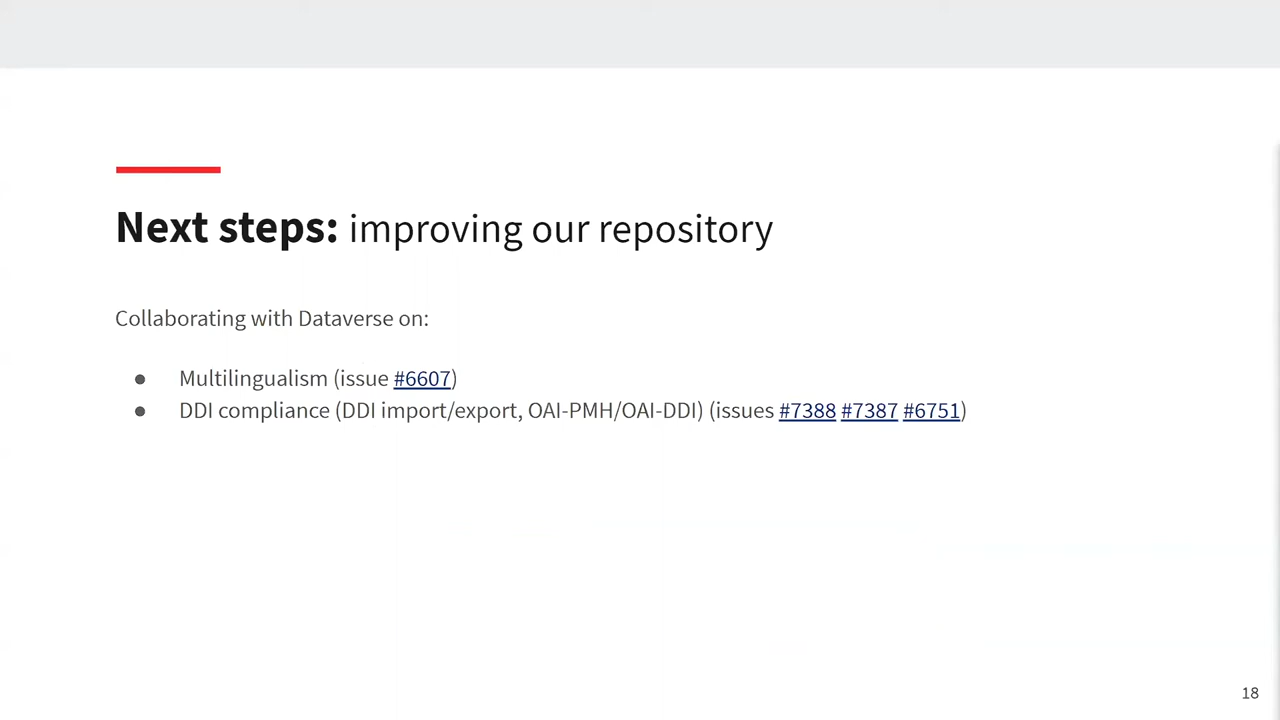 Next steps: improving our repository
Collaborating with Dataverse on:
● Multilingualism (issue #6607)
● DDI compliance (DDI import/export, OAI-PMH/OAI-DDI) (issues #7388 #7387 #6751)
18